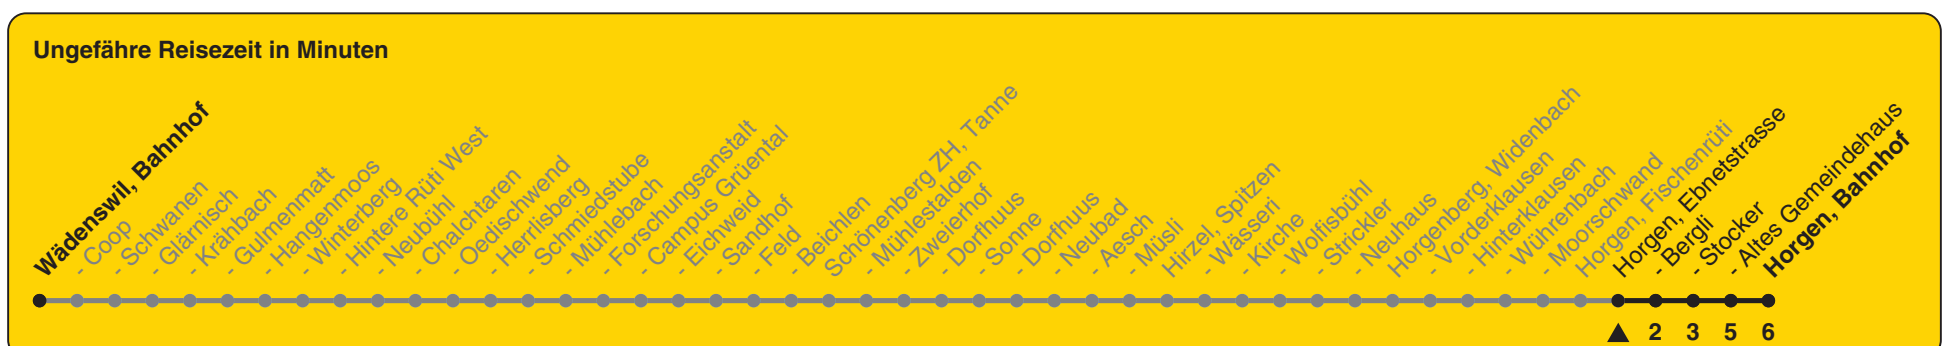 Ungefähre Reisezeit in Minuten
Wädenswil, Bahnhof
- Coop
- Schwanen
- Glärnisch
- Krähbach
- Gulmenmatt
- Hangenmoos
- Winterberg
- Hintere Rüti West
- Neubühl
- Chalchtaren
- Oedischwend
- Herrlisberg
- Schmiedstube
- Mühlebach
- Forschungsanstalt
- Campus Grüental
- Eichweid
- Sandhof
- Feld
- Beichlen
Schönenberg ZH, Tanne
- Mühlestalden
- Zweierhof
- Dorfhuus
- Sonne
- Dorfhuus
- Neubad
- Aesch
- Müsli
Hirzel, Spitzen
- Wässeri
- Kirche
- Wolfisbühl
- Strickler
- Neuhaus
Horgenberg, Widenbach
- Vorderklausen
- Hinterklausen
- Würenbach
- Moorschwand
Horgen, Fischenrüti
Horgen, Ebnetstrasse
- Bergli
- Stocker
- Altes Gemeindehaus
Horgen, Bahnhof
2 3 5 6